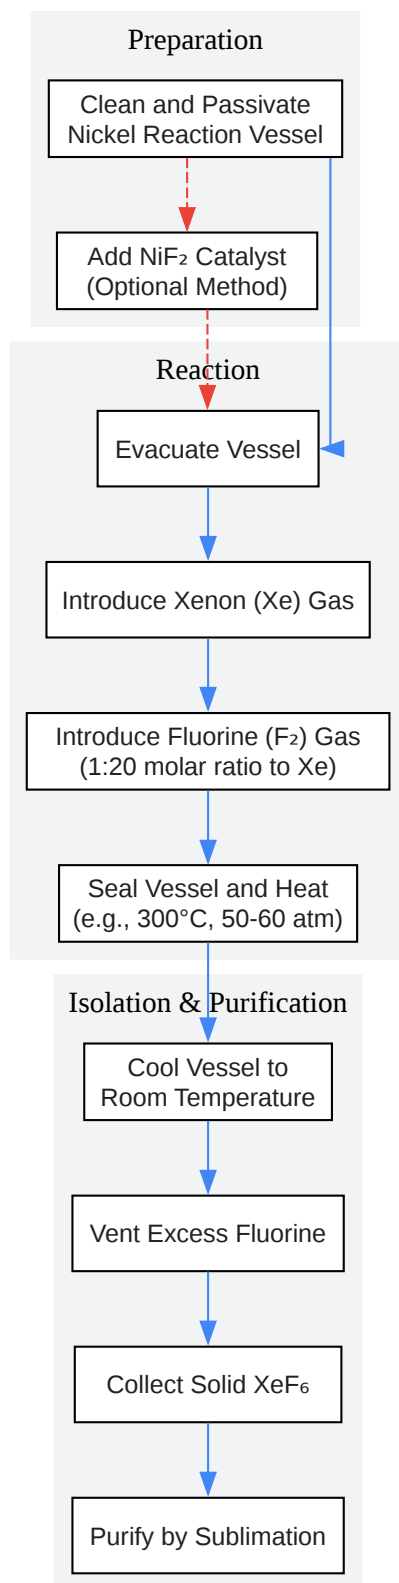 Preparation
Clean and Passivate
Nickel Reaction Vessel
Add NiF₂ Catalyst
(Optional Method)
Reaction
Evacuate Vessel
Introduce Xenon (Xe) Gas
Introduce Fluorine (F₂) Gas
(1:20 molar ratio to Xe)
Seal Vessel and Heat
(e.g., 300°C, 50-60 atm)
Isolation & Purification
Cool Vessel to
Room Temperature
Vent Excess Fluorine
Collect Solid XeF₆
Purify by Sublimation